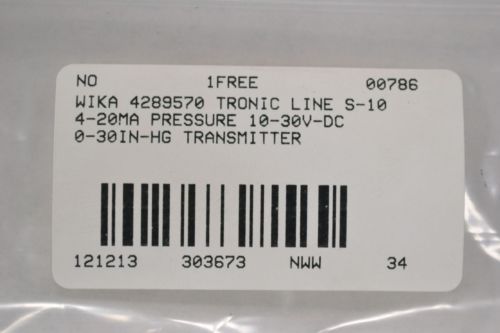 NO 1FREE 00786
WIKA 4289570 TRONIC LINE S-10
4-20MA PRESSURE 10-30V-DC
0-30IN-HG TRANSMITTER
121213 303673 NWW 34